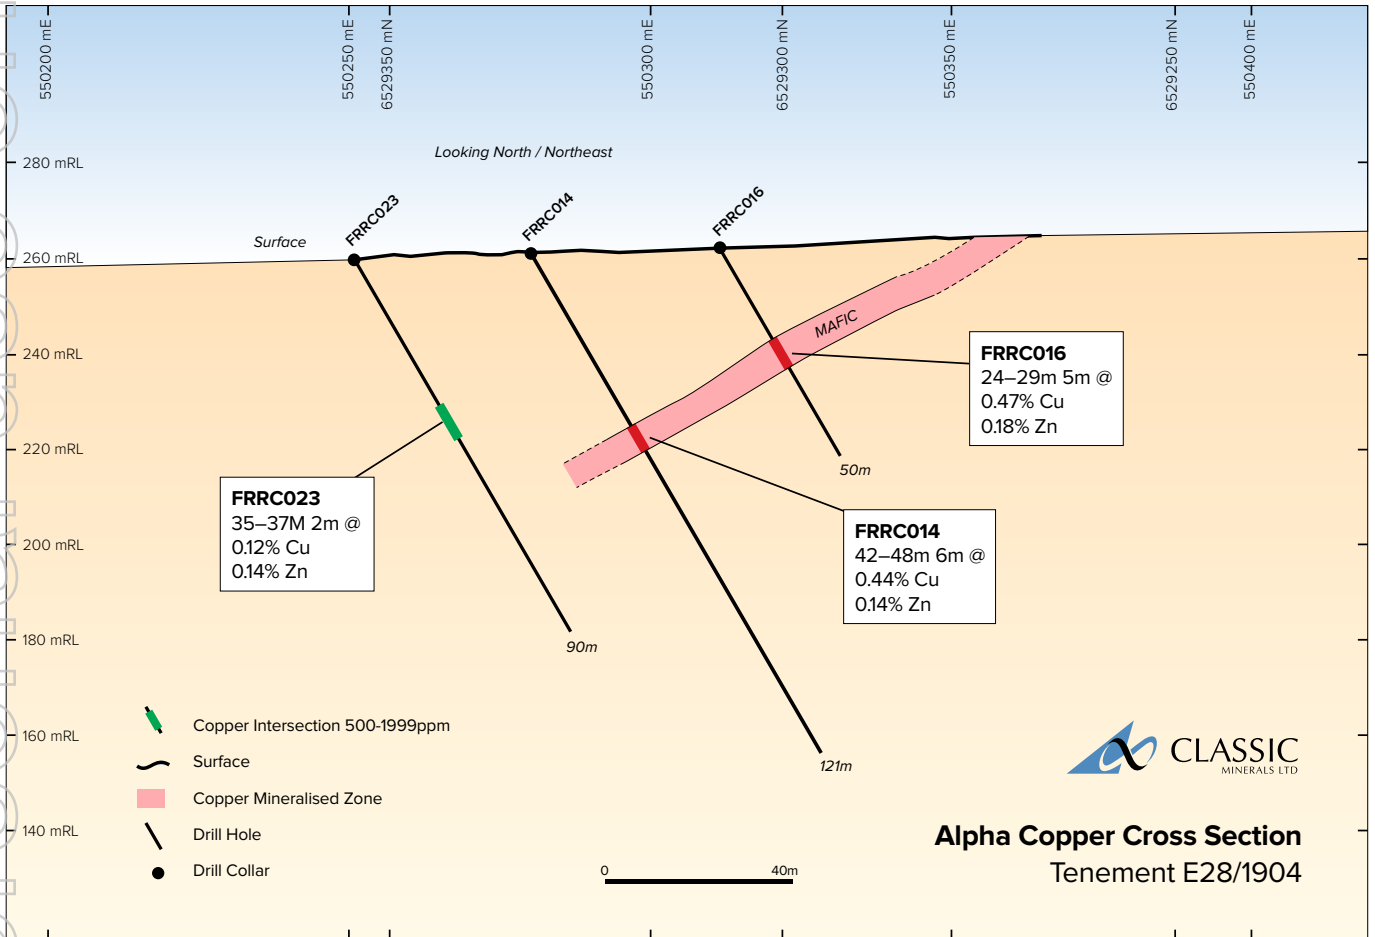 550200 mE
550250 mE
6529350 mN
550300 mE
6529300 mN
550350 mE
6529250 mN
550400 mE
Looking North / Northeast
280 mRL
FRRC023
FRRC014
FRRC016
Surface
260 mRL
MAFIC
240 mRL
FRRC016
24–29m 5m @
0.47% Cu
0.18% Zn
220 mRL
50m
FRRC023
35–37M 2m @
0.12% Cu
0.14% Zn
FRRC014
42–48m 6m @
0.44% Cu
0.14% Zn
200 mRL
180 mRL
90m
160 mRL
121m
140 mRL
Copper Intersection 500-1999ppm
Surface
Copper Mineralised Zone
Drill Hole
Drill Collar
0 40m
CLASSIC
MINERALS LTD
Alpha Copper Cross Section
Tenement E28/1904